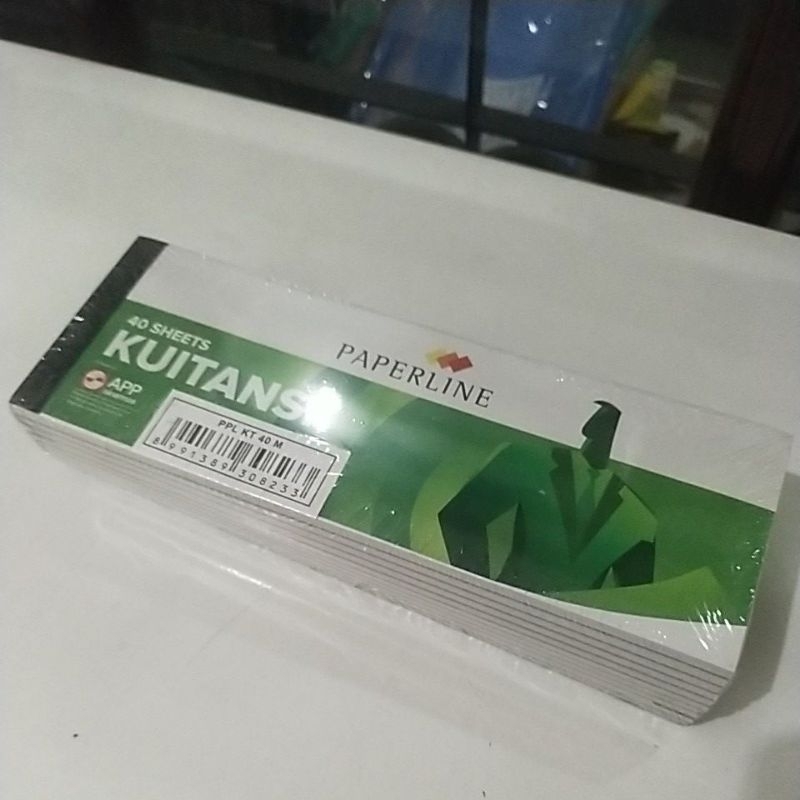 40 SHEETS
KUITANSI
APP
PPL KT 40 M
8 991389 308233
PAPERLINE